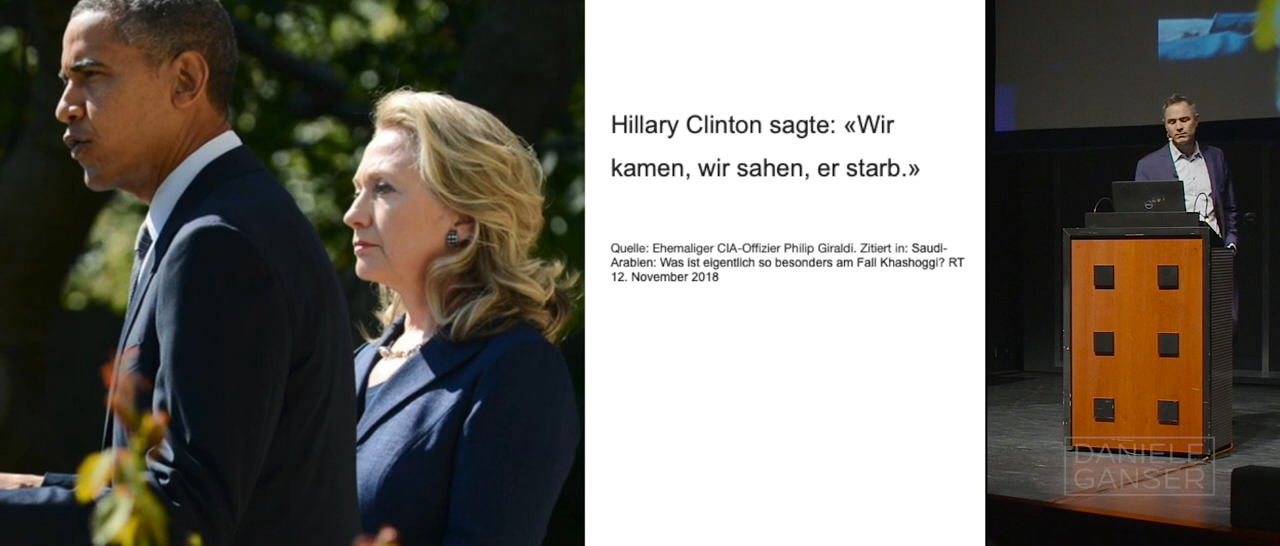 Hillary Clinton sagte: «Wir
kamen, wir sahen, er starb.»
Quelle: Ehemaliger CIA-Offizier Philip Giraldi. Zitiert in: Saudi-
Arabien: Was ist eigentlich so besonders am Fall Khashoggi? RT
12. November 2018
DANIELE
GANSER